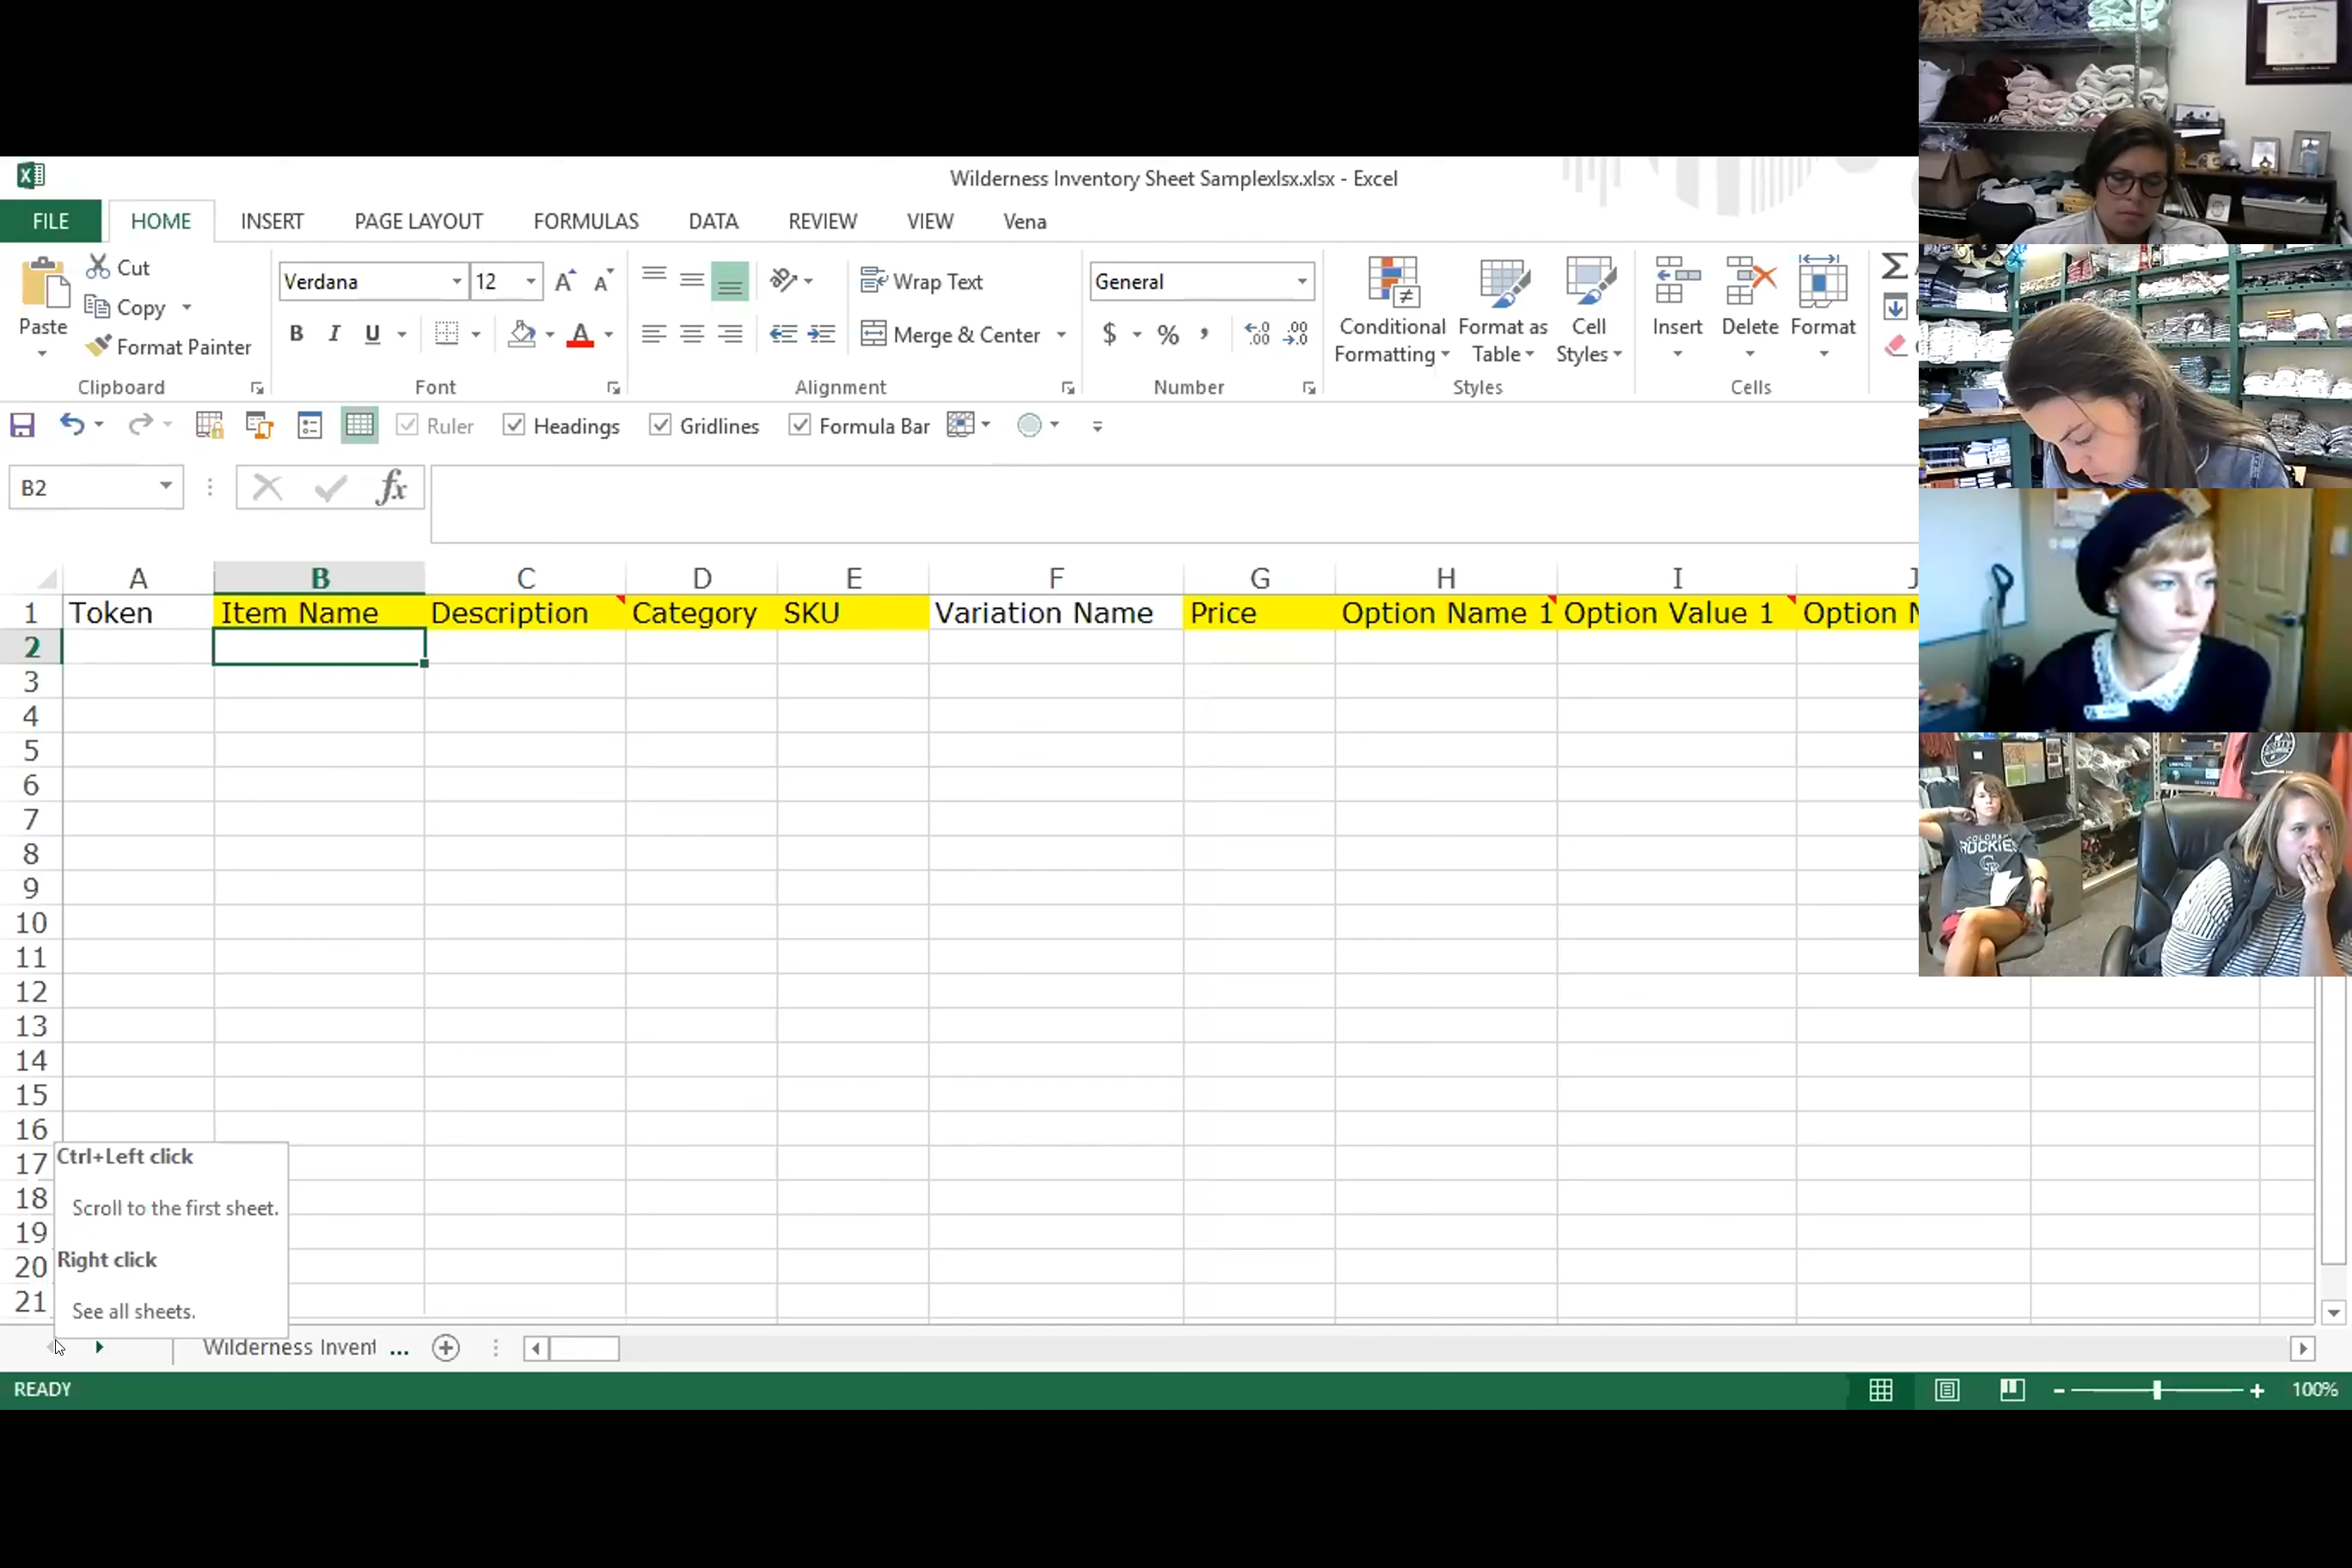 Wilderness Inventory Sheet Samplexlsx.xlsx - Excel
FILE HOME INSERT PAGE LAYOUT FORMULAS DATA REVIEW VIEW Vena
Paste
Cut
Copy
Format Painter
Clipboard
Verdana 12
B I U A
Font
Wrap Text
Merge & Center
Alignment
General
$ % ,
Number
Conditional Formatting
Format as Table
Cell Styles
Styles
Insert Delete Format
Cells
Ruler Headings Gridlines Formula Bar
B2 fx
A B C D E F G H I J
1 Token Item Name Description Category SKU Variation Name Price Option Name 1 Option Value 1 Option N
2
3
4
5
6
7
8
9
10
11
12
13
14
15
16
17
18
19
20
21
Ctrl+Left click
Scroll to the first sheet.
Right click
See all sheets.
Wilderness Invent ...
READY 100%
COLORADO
ROCKIES
CR